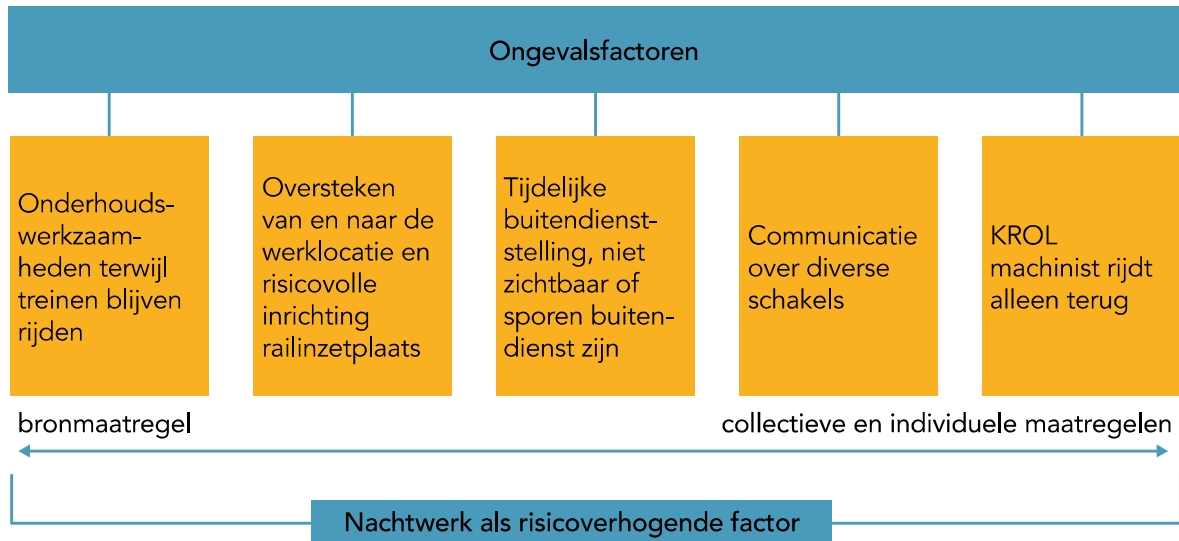 Ongevalsfactoren
Onderhouds-
werkzaam-
heden terwijl
treinen blijven
rijden
Oversteken
van en naar de
werklocatie en
risicovolle
inrichting
railinzetplaats
Tijdelijke
buitendienst-
stelling, niet
zichtbaar of
sporen buiten-
dienst zijn
Communicatie
over diverse
schakels
KROL
machinist rijdt
alleen terug
bronmaatregel
collectieve en individuele maatregelen
Nachtwerk als risicoverhogende factor